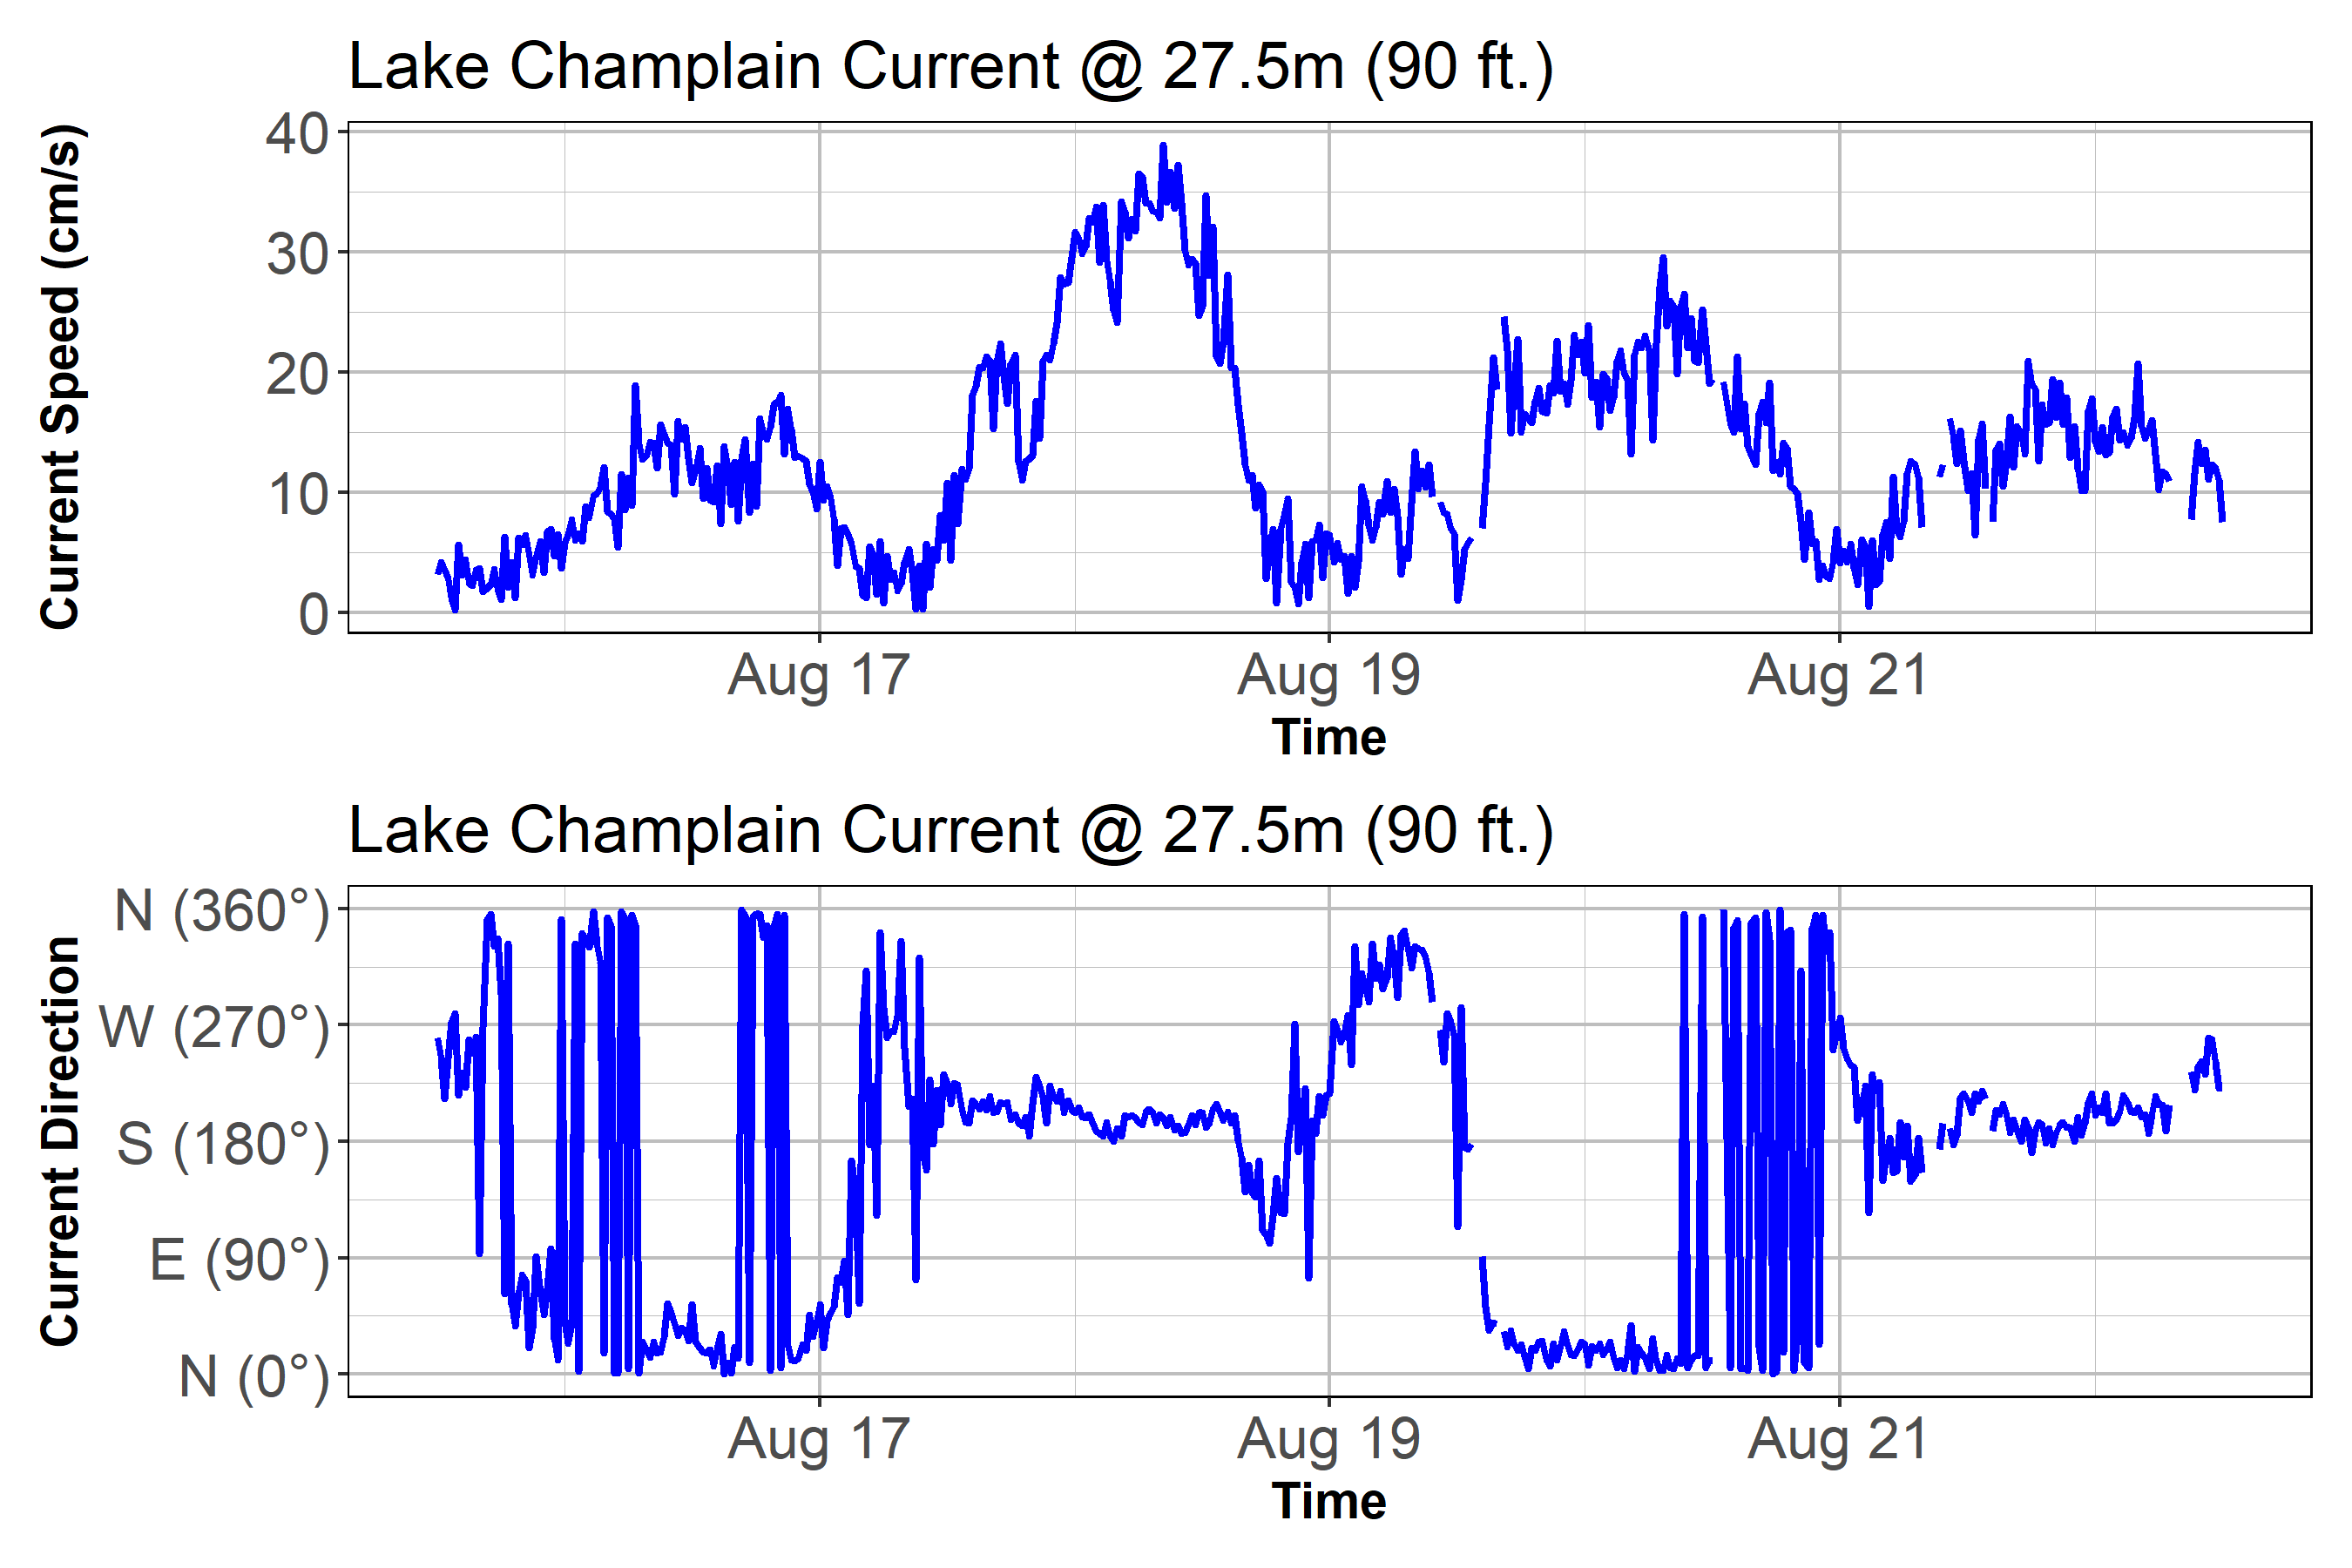 Lake Champlain Current @ 27.5m (90 ft.)
Current Speed (cm/s)
40
30
20
10
0
Aug 17 Aug 19 Aug 21
Time
Lake Champlain Current @ 27.5m (90 ft.)
Current Direction
N (360°)
W (270°)
S (180°)
E (90°)
N (0°)
Aug 17 Aug 19 Aug 21
Time